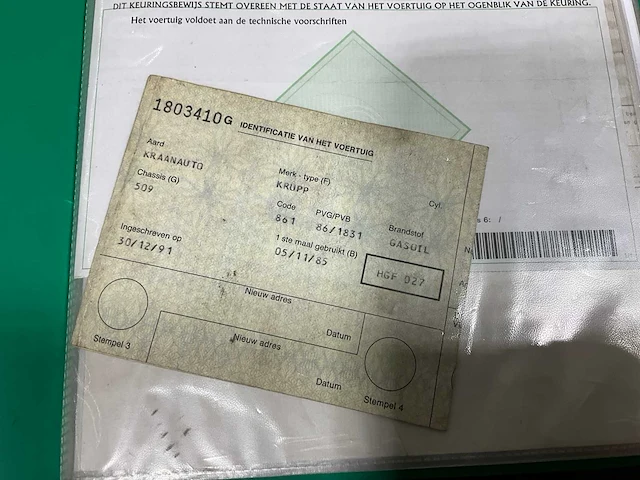 DIT KEURINGSBEWIJS STEMT OVEREEN MET DE STAAT VAN HET VOERTUIG OP HET OGENBLIK VAN DE KEURING.
Het voertuig voldoet aan de technische voorschriften
1803410G IDENTIFICATIE VAN HET VOERTUIG
Aard
KRAANAUTO
Merk - type (F)
KRUPP
Cyl.
Chassis (G)
509
Code
861
PVG/PVB
86/1831
Brandstof
GASOIL
Ingeschreven op
30/12/91
1 ste maal gebruikt (B)
05/11/85
HGF 027
Nieuw adres
Datum
Stempel 3
Nieuw adres
Datum
Stempel 4